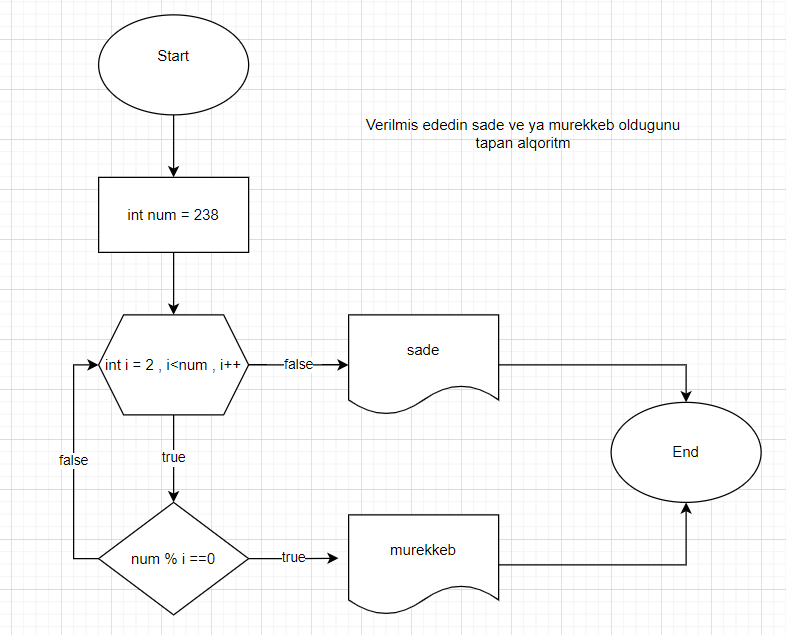 Start
Verilmis ededin sade ve ya murekkeb oldugunu
tapan alqoritm
int num = 238
int i = 2 , i<num , i++
false
sade
false
true
End
num % i ==0
true
murekkeb